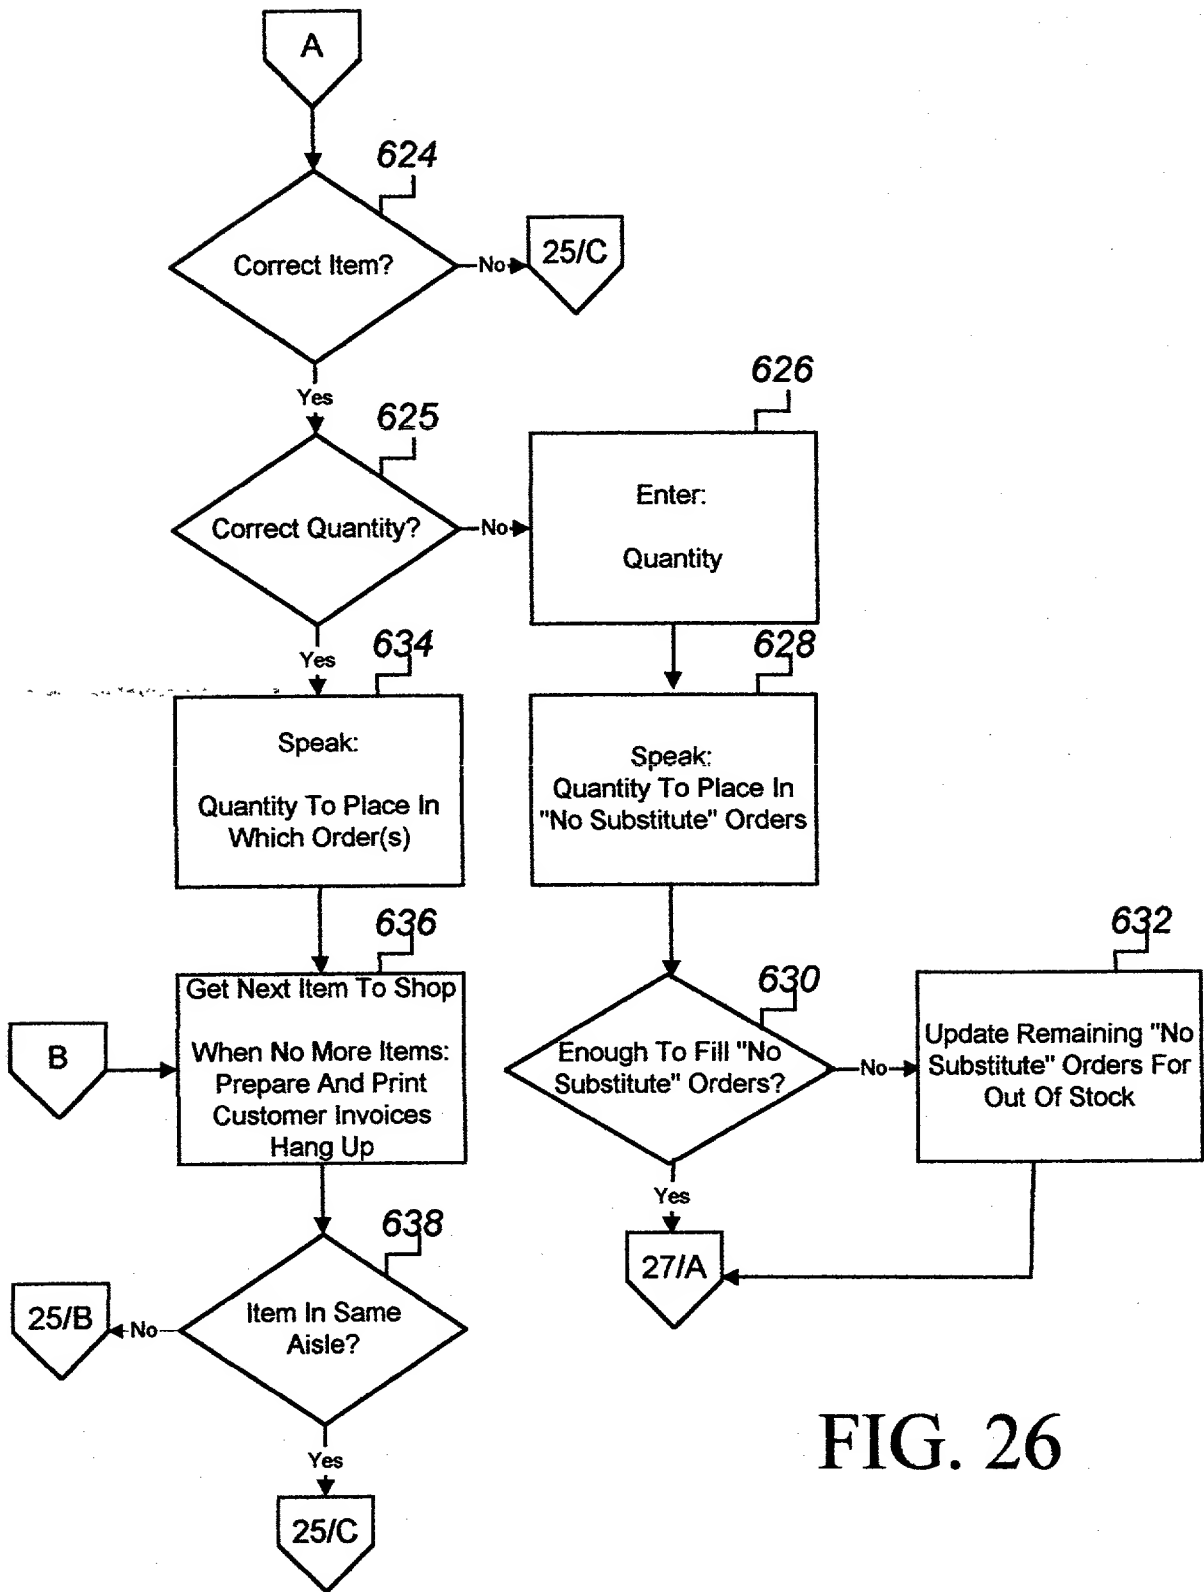 A
624
Correct Item?
No
25/C
Yes
625
Correct Quantity?
No
626
Enter:
Quantity
Yes
634
Speak:
Quantity To Place In
Which Order(s)
628
Speak:
Quantity To Place In
"No Substitute" Orders
636
Get Next Item To Shop
When No More Items:
Prepare And Print
Customer Invoices
Hang Up
B
630
Enough To Fill "No
Substitute" Orders?
No
632
Update Remaining "No
Substitute" Orders For
Out Of Stock
Yes
27/A
638
Item In Same
Aisle?
No
25/B
Yes
25/C
FIG. 26